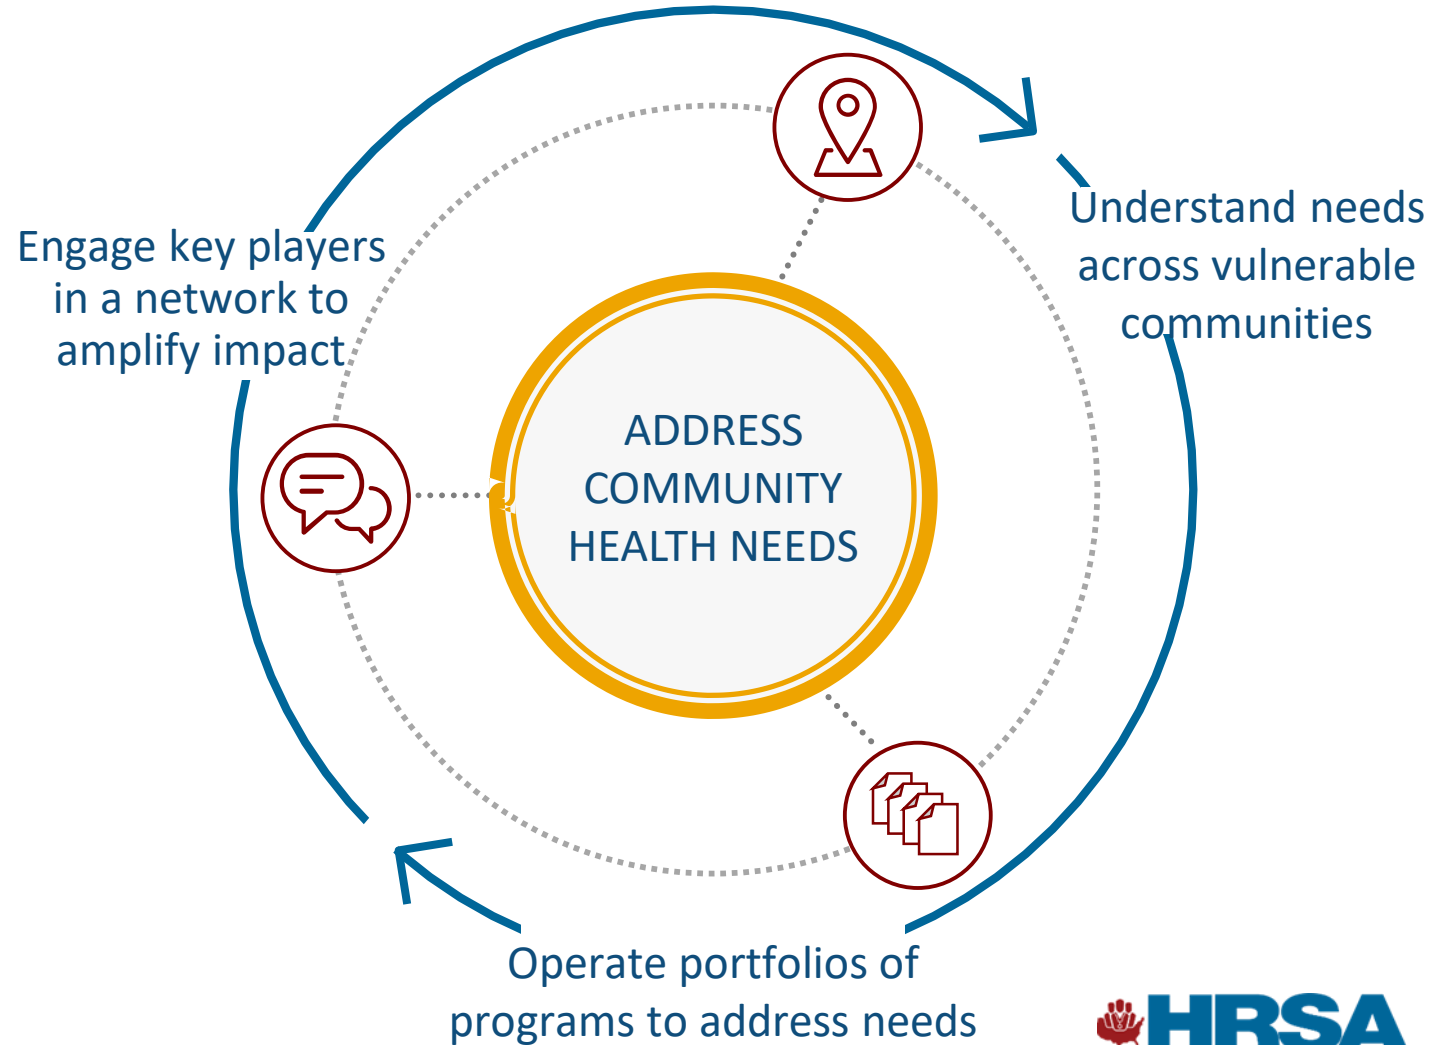 Understand needs
across vulnerable
communities
Engage key players
in a network to
amplify impact
ADDRESS
COMMUNITY
HEALTH NEEDS
Operate portfolios of
programs to address needs
HRSA